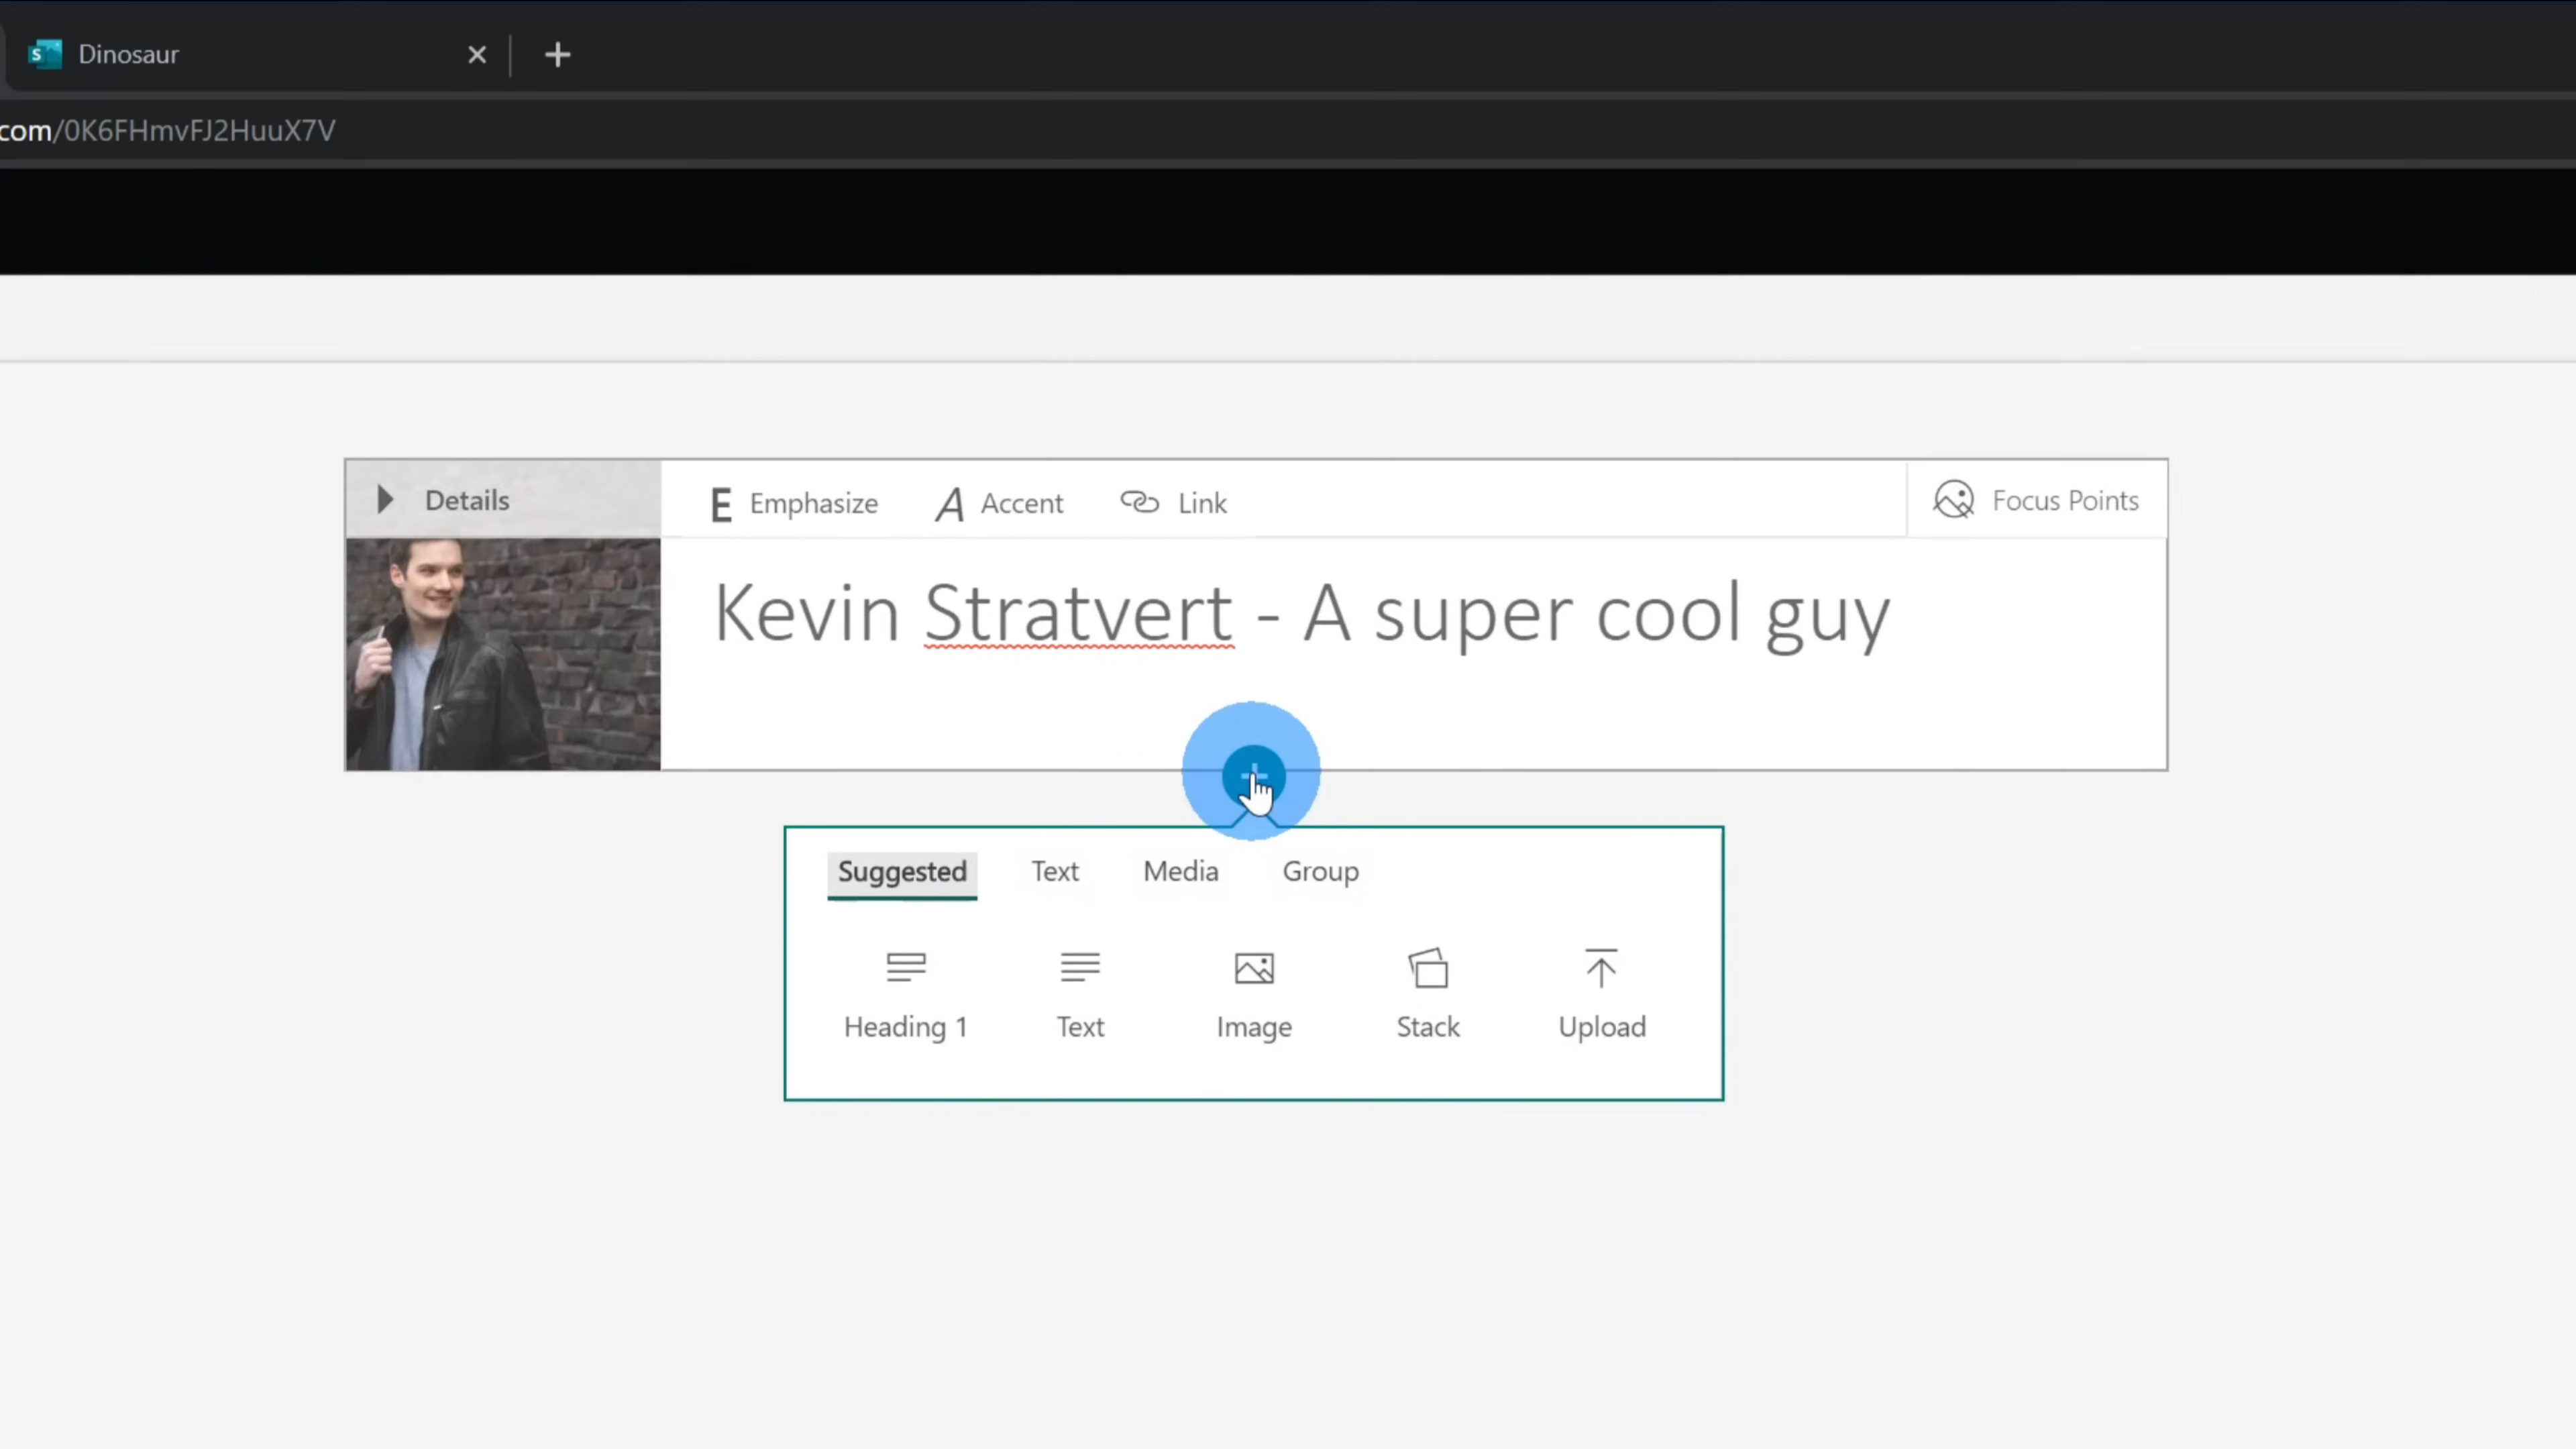 Dinosaur
com/0K6FHmvFJ2HuuX7V
Details
E Emphasize A Accent Link
Focus Points
Kevin Stratvert - A super cool guy
Suggested Text Media Group
Heading 1 Text Image Stack Upload